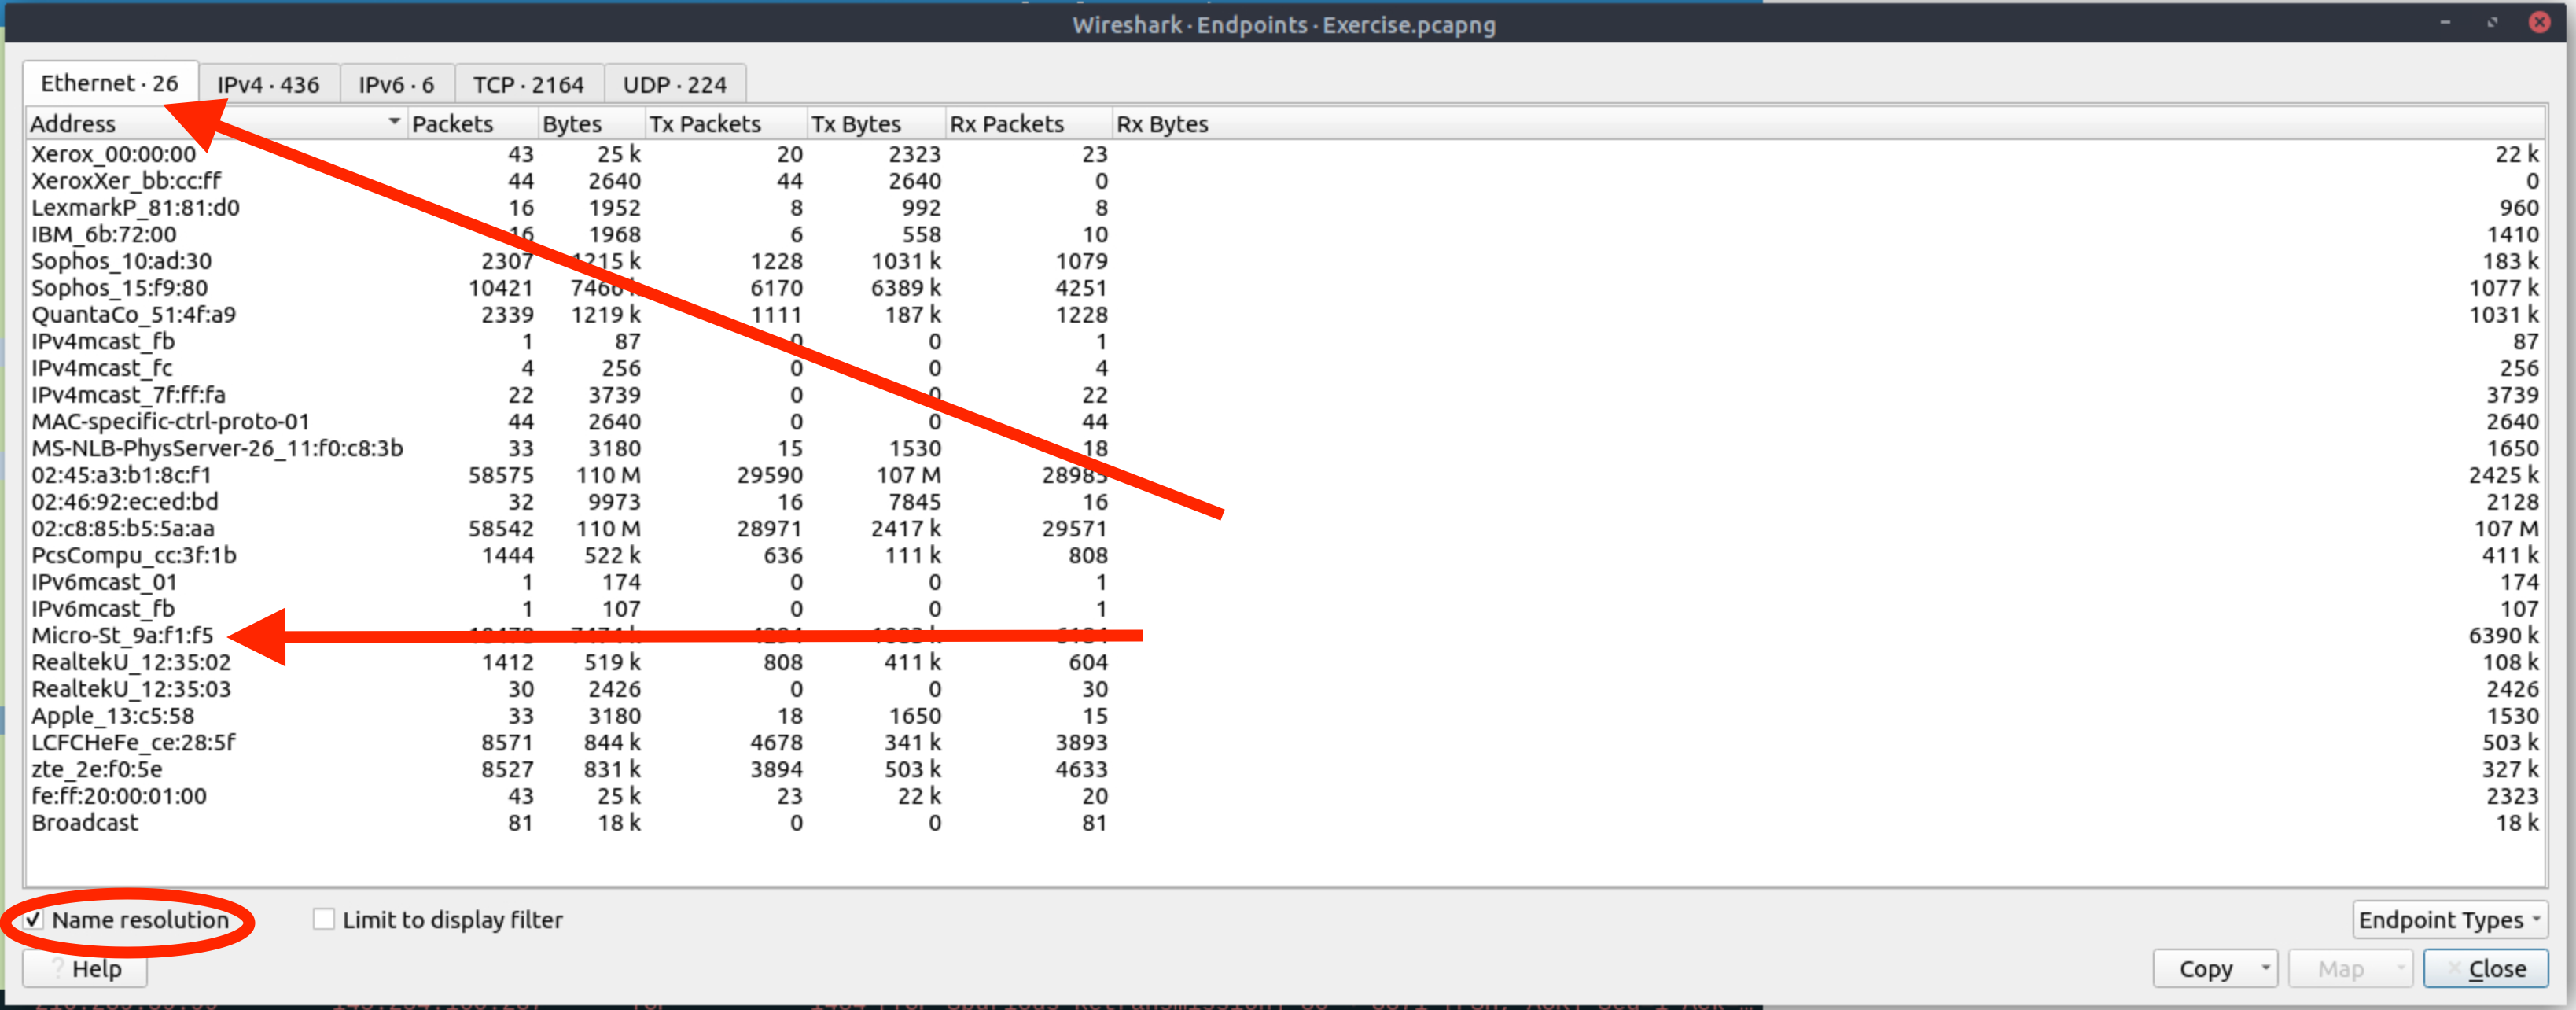 Wireshark · Endpoints · Exercise.pcapng
Ethernet · 26 IPv4 · 436 IPv6 · 6 TCP · 2164 UDP · 224
Address Packets Bytes Tx Packets Tx Bytes Rx Packets Rx Bytes
Xerox_00:00:00 43 25 k 20 2323 23 22 k
XeroxXer_bb:cc:ff 44 2640 44 2640 0 0
LexmarkP_81:81:d0 16 1952 8 992 8 960
IBM_6b:72:00 16 1968 6 558 10 1410
Sophos_10:ad:30 2307 1215 k 1228 1031 k 1079 183 k
Sophos_15:f9:80 10421 6170 6389 k 4251 1077 k
QuantaCo_51:4f:a9 2339 1219 k 1111 187 k 1228 1031 k
IPv4mcast_fb 1 87 0 0 1 87
IPv4mcast_fc 4 256 0 0 4 256
IPv4mcast_7f:ff:fa 22 3739 0 0 22 3739
MAC-specific-ctrl-proto-01 44 2640 0 0 44 2640
MS-NLB-PhysServer-26_11:f0:c8:3b 33 3180 15 1530 18 1650
02:45:a3:b1:8c:f1 58575 110 M 29590 107 M 28985 2425 k
02:46:92:ec:ed:bd 32 9973 16 7845 16 2128
02:c8:85:b5:5a:aa 58542 110 M 28971 2417 k 29571 107 M
PcsCompu_cc:3f:1b 1444 522 k 636 111 k 808 411 k
IPv6mcast_01 1 174 0 0 1 174
IPv6mcast_fb 1 107 0 0 1 107
Micro-St_9a:f1:f5 6390 k
RealtekU_12:35:02 1412 519 k 808 411 k 604 108 k
RealtekU_12:35:03 30 2426 0 0 30 2426
Apple_13:c5:58 33 3180 18 1650 15 1530
LCFCHeFe_ce:28:5f 8571 844 k 4678 341 k 3893 503 k
zte_2e:f0:5e 8527 831 k 3894 503 k 4633 327 k
fe:ff:20:00:01:00 43 25 k 23 22 k 20 2323
Broadcast 81 18 k 0 0 81 18 k
Name resolution Limit to display filter Endpoint Types
? Help Copy Map Close